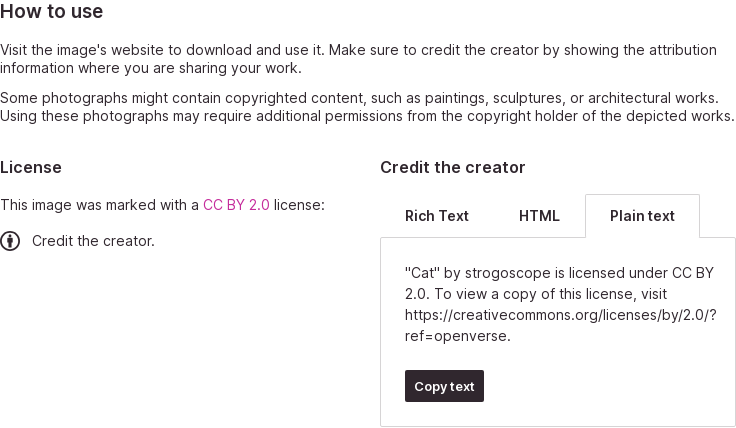 How to use
Visit the image's website to download and use it. Make sure to credit the creator by showing the attribution
information where you are sharing your work.
Some photographs might contain copyrighted content, such as paintings, sculptures, or architectural works.
Using these photographs may require additional permissions from the copyright holder of the depicted works.
License
This image was marked with a CC BY 2.0 license:
Credit the creator.
Credit the creator
Rich Text
HTML
Plain text
"Cat" by strogoscope is licensed under CC BY
2.0. To view a copy of this license, visit
https://creativecommons.org/licenses/by/2.0/?
ref=openverse.
Copy text